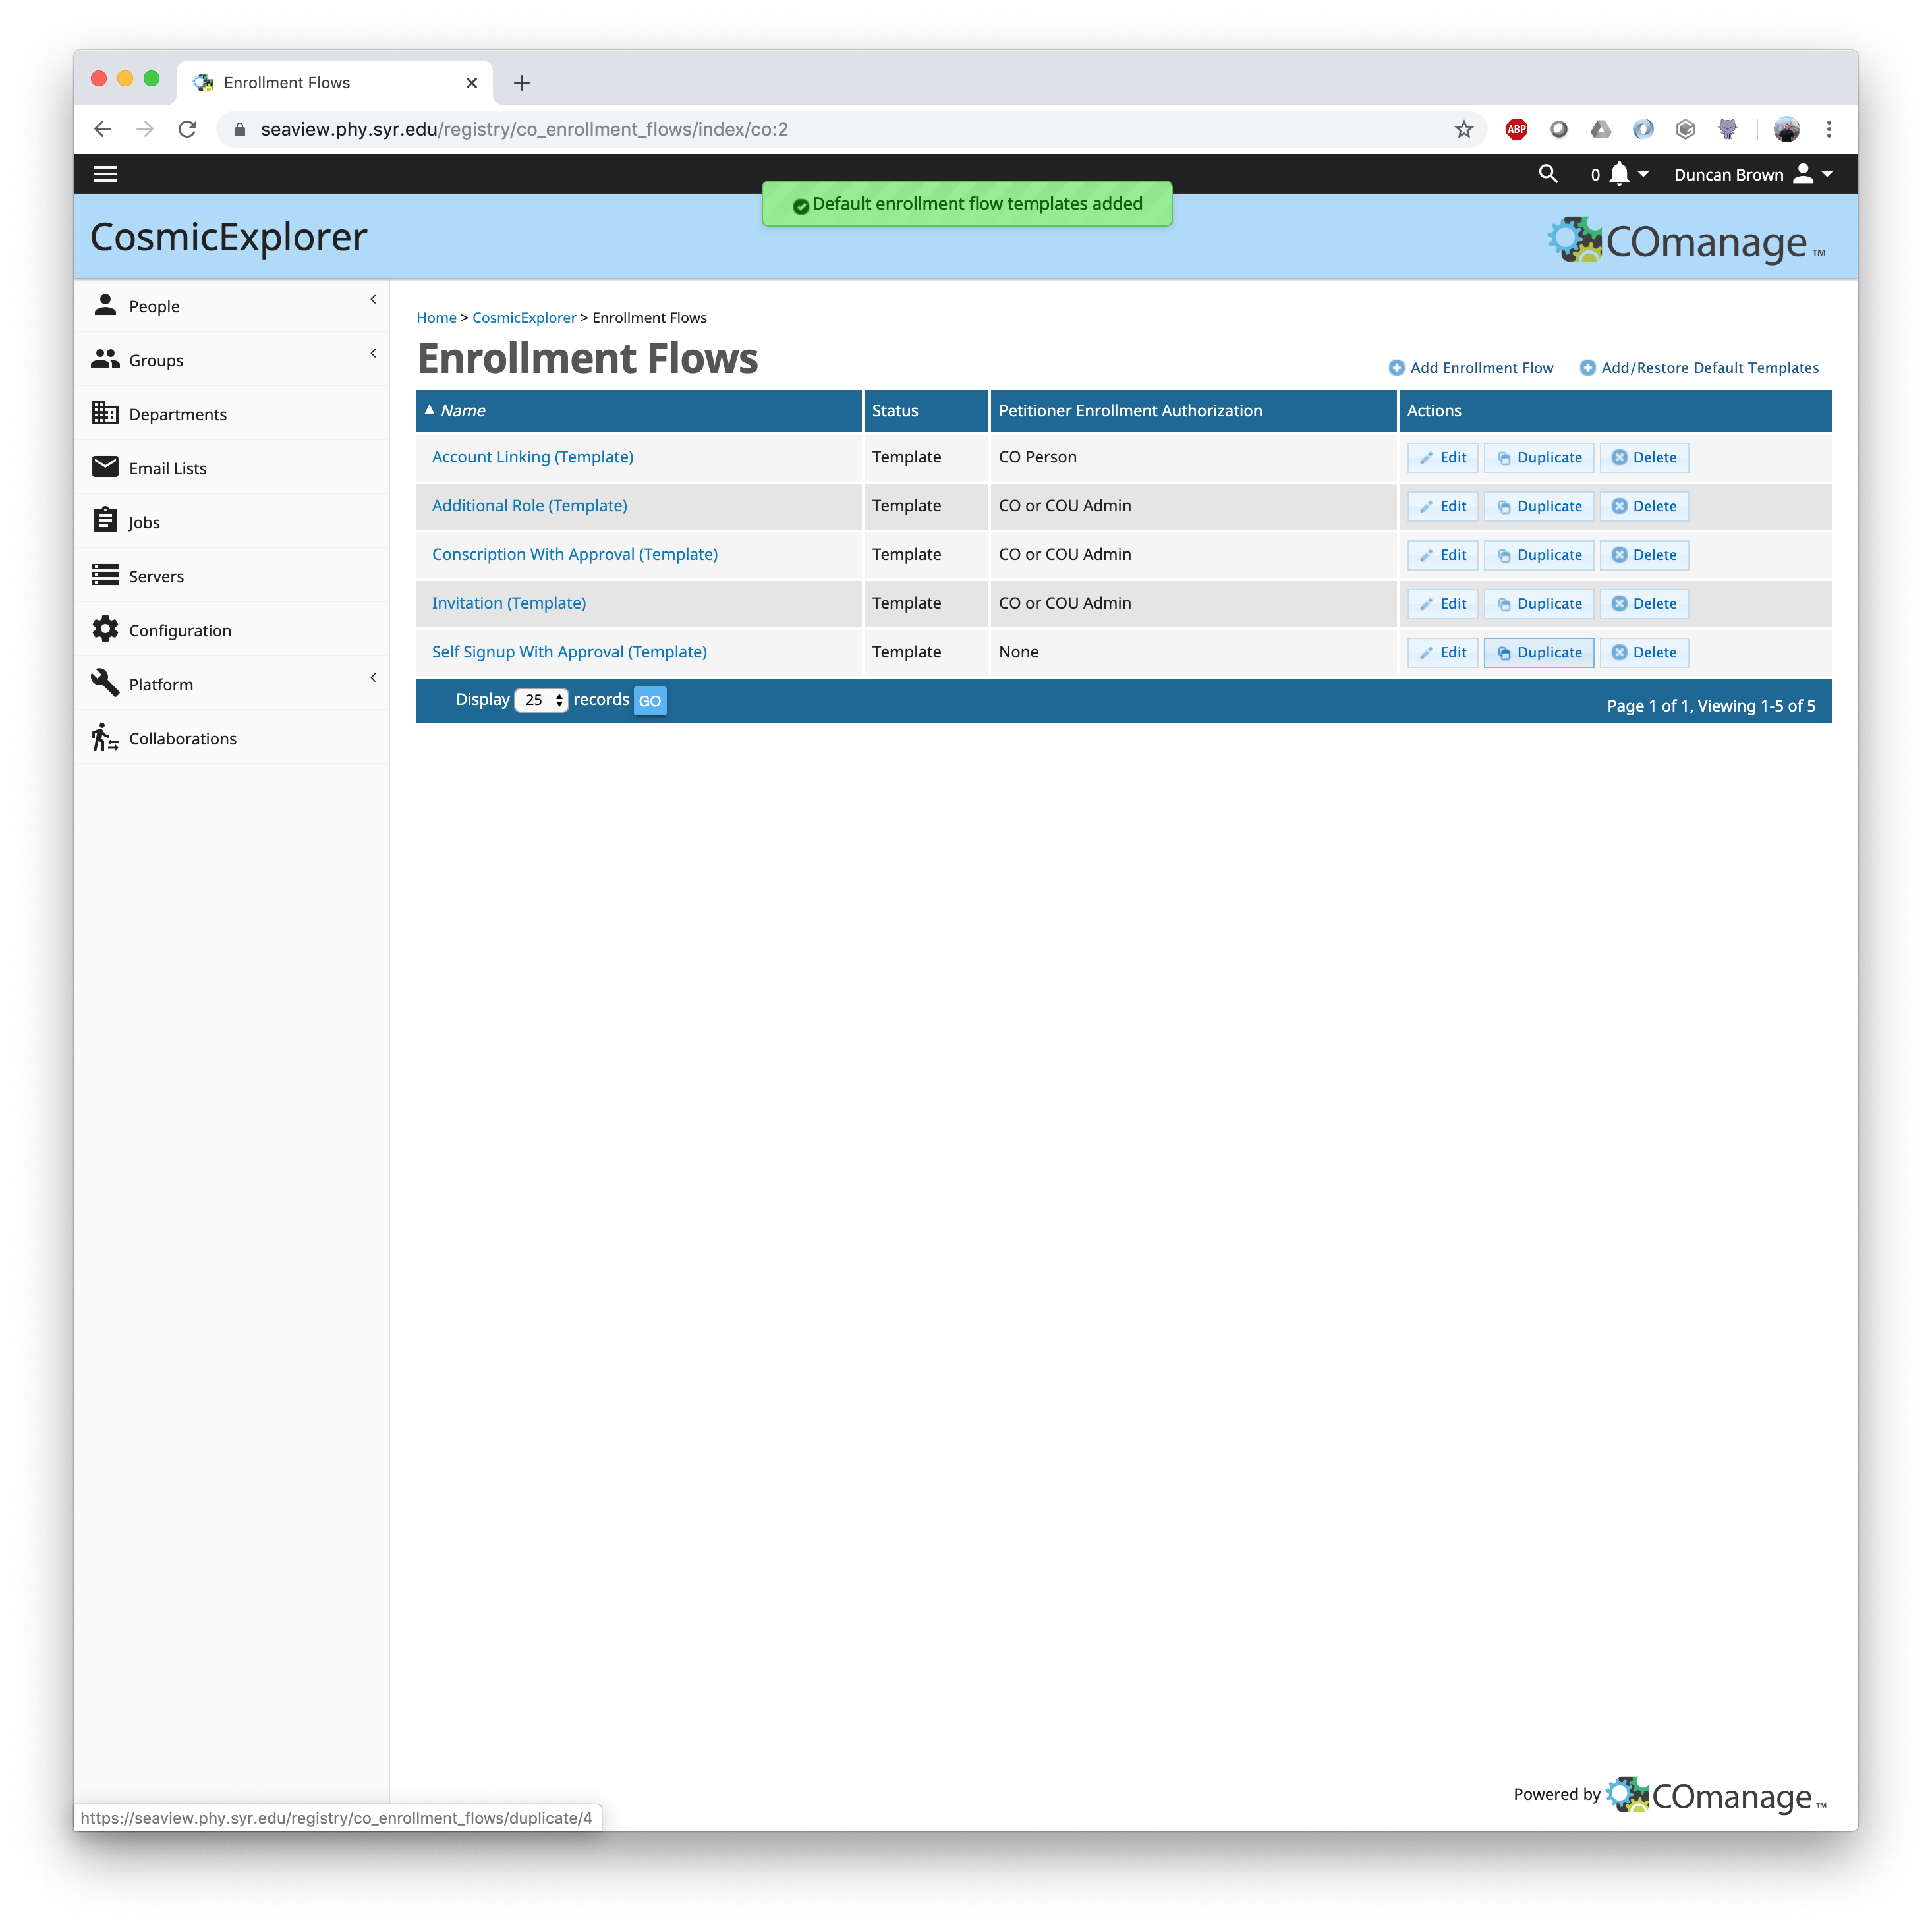 Enrollment Flows
seaview.phy.syr.edu/registry/co_enrollment_flows/index/co:2
ABP
0
Duncan Brown
Default enrollment flow templates added
CosmicExplorer
COmanage ™
People
Groups
Departments
Email Lists
Jobs
Servers
Configuration
Platform
Collaborations
Home > CosmicExplorer > Enrollment Flows
Enrollment Flows
Add Enrollment Flow Add/Restore Default Templates
Name Status Petitioner Enrollment Authorization Actions
Account Linking (Template) Template CO Person Edit Duplicate Delete
Additional Role (Template) Template CO or COU Admin Edit Duplicate Delete
Conscription With Approval (Template) Template CO or COU Admin Edit Duplicate Delete
Invitation (Template) Template CO or COU Admin Edit Duplicate Delete
Self Signup With Approval (Template) Template None Edit Duplicate Delete
Display 25 records GO
Page 1 of 1, Viewing 1-5 of 5
Powered by COmanage ™
https://seaview.phy.syr.edu/registry/co_enrollment_flows/duplicate/4